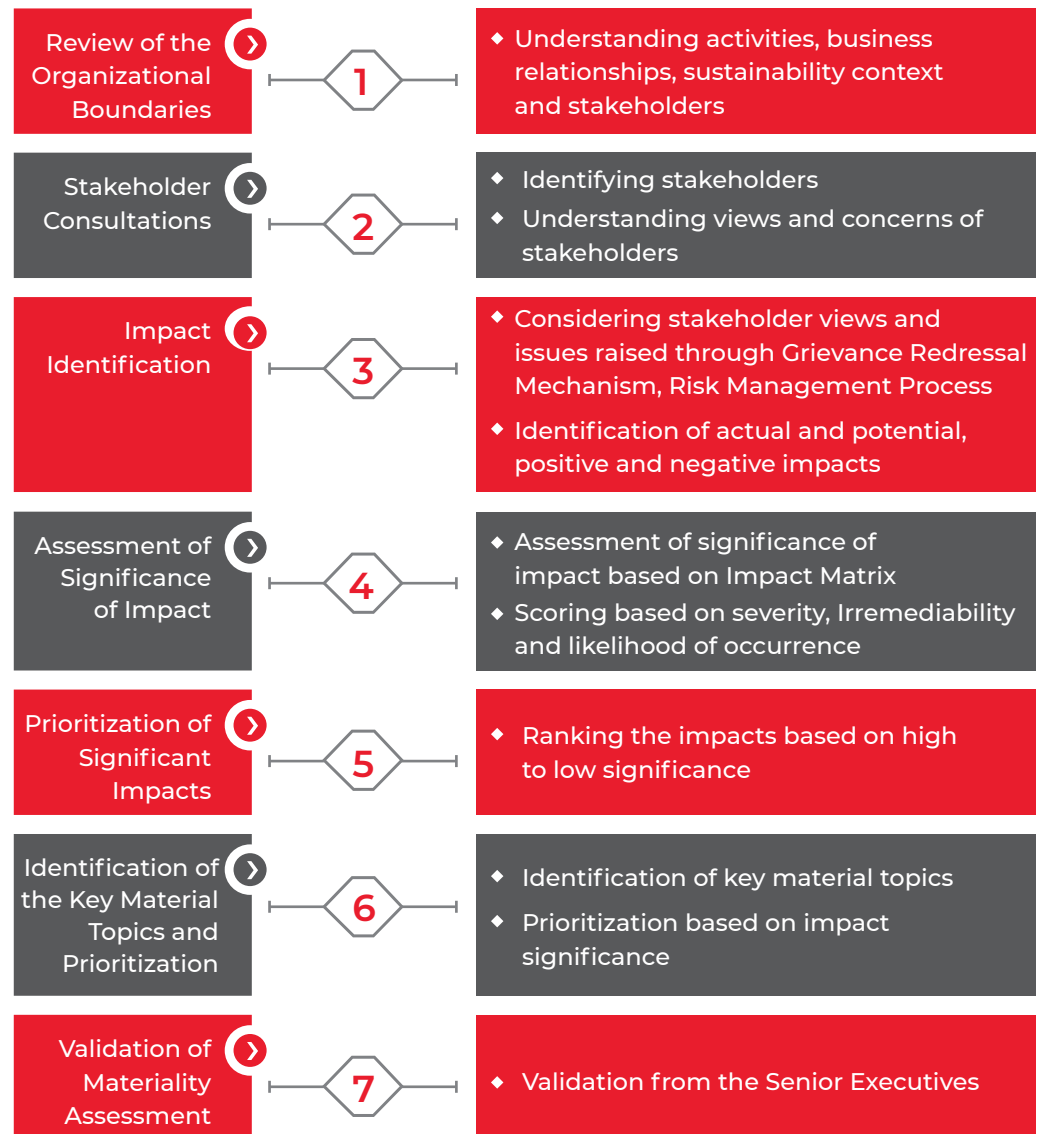 Review of the
Organizational
Boundaries
1
Understanding activities, business
relationships, sustainability context
and stakeholders
Stakeholder
Consultations
2
Identifying stakeholders
Understanding views and concerns of
stakeholders
Impact
Identification
3
Considering stakeholder views and
issues raised through Grievance Redressal
Mechanism, Risk Management Process
Identification of actual and potential,
positive and negative impacts
Assessment of
Significance
of Impact
4
Assessment of significance of
impact based on Impact Matrix
Scoring based on severity, Irremediability
and likelihood of occurrence
Prioritization of
Significant
Impacts
5
Ranking the impacts based on high
to low significance
Identification of
the Key Material
Topics and
Prioritization
6
Identification of key material topics
Prioritization based on impact
significance
Validation of
Materiality
Assessment
7
Validation from the Senior Executives